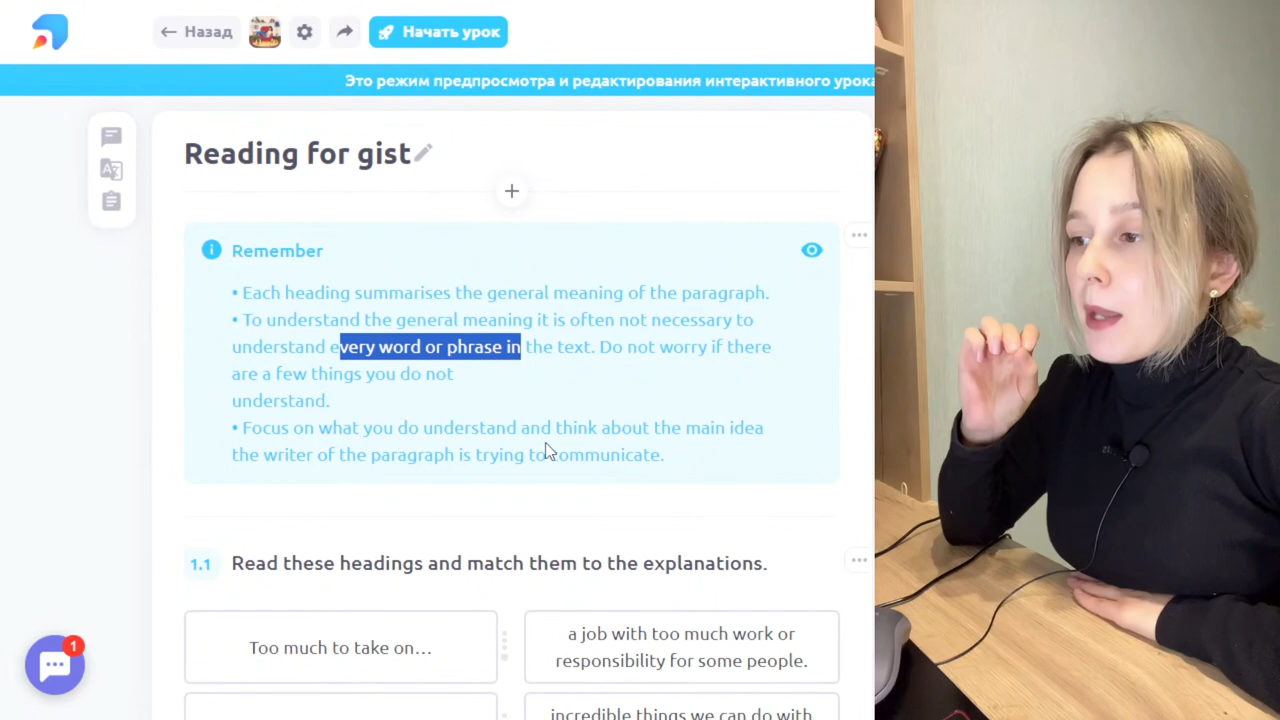 Назад
Начать урок
Это режим предпросмотра и редактирования интерактивного урока
Reading for gist
Remember
• Each heading summarises the general meaning of the paragraph.
• To understand the general meaning it is often not necessary to
understand every word or phrase in the text. Do not worry if there
are a few things you do not
understand.
• Focus on what you do understand and think about the main idea
the writer of the paragraph is trying to communicate.
1.1 Read these headings and match them to the explanations.
Too much to take on…
a job with too much work or
responsibility for some people.
incredible things we can do with
1